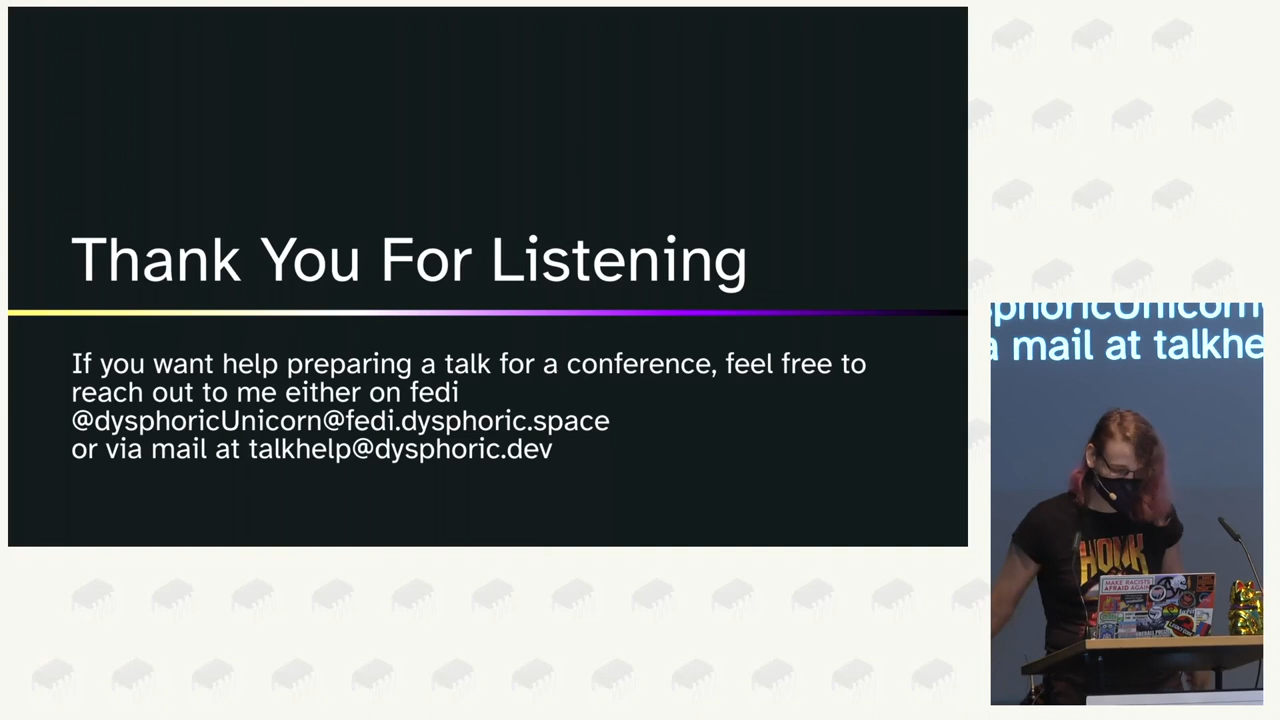 Thank You For Listening
If you want help preparing a talk for a conference, feel free to
reach out to me either on fedi
@dysphoricUnicorn@fedi.dysphoric.space
or via mail at talkhelp@dysphoric.dev
sphoricUnicorn
a mail at talkhe
HONK
MAKE RACISTS
AFRAID AGAIN